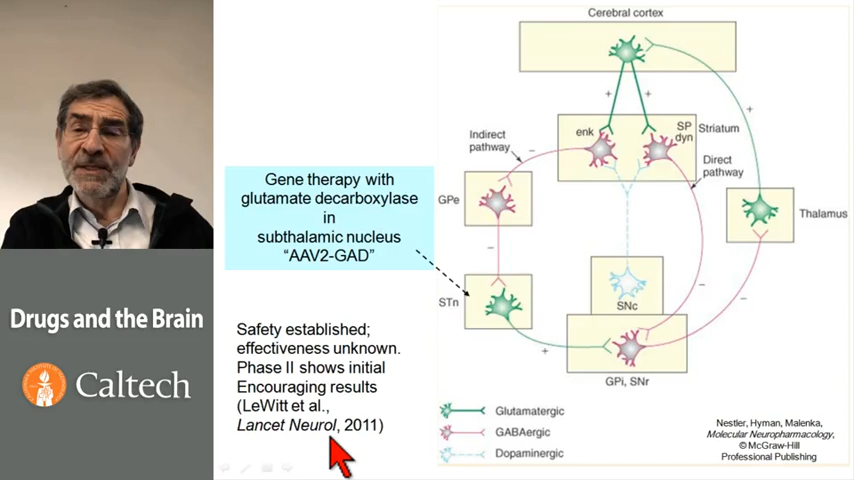 Drugs and the Brain
Caltech
Gene therapy with
glutamate decarboxylase
in
subthalamic nucleus
“AAV2-GAD”
Safety established;
effectiveness unknown.
Phase II shows initial
Encouraging results
(LeWitt et al.,
Lancet Neurol, 2011)
Cerebral cortex
+
+
+
enk
SP
dyn
Striatum
Indirect
pathway
−
Direct
pathway
GPe
Thalamus
−
STn
SNc
−
−
+
GPi, SNr
Glutamatergic
GABAergic
Dopaminergic
Nestler, Hyman, Malenka,
Molecular Neuropharmacology,
© McGraw-Hill
Professional Publishing